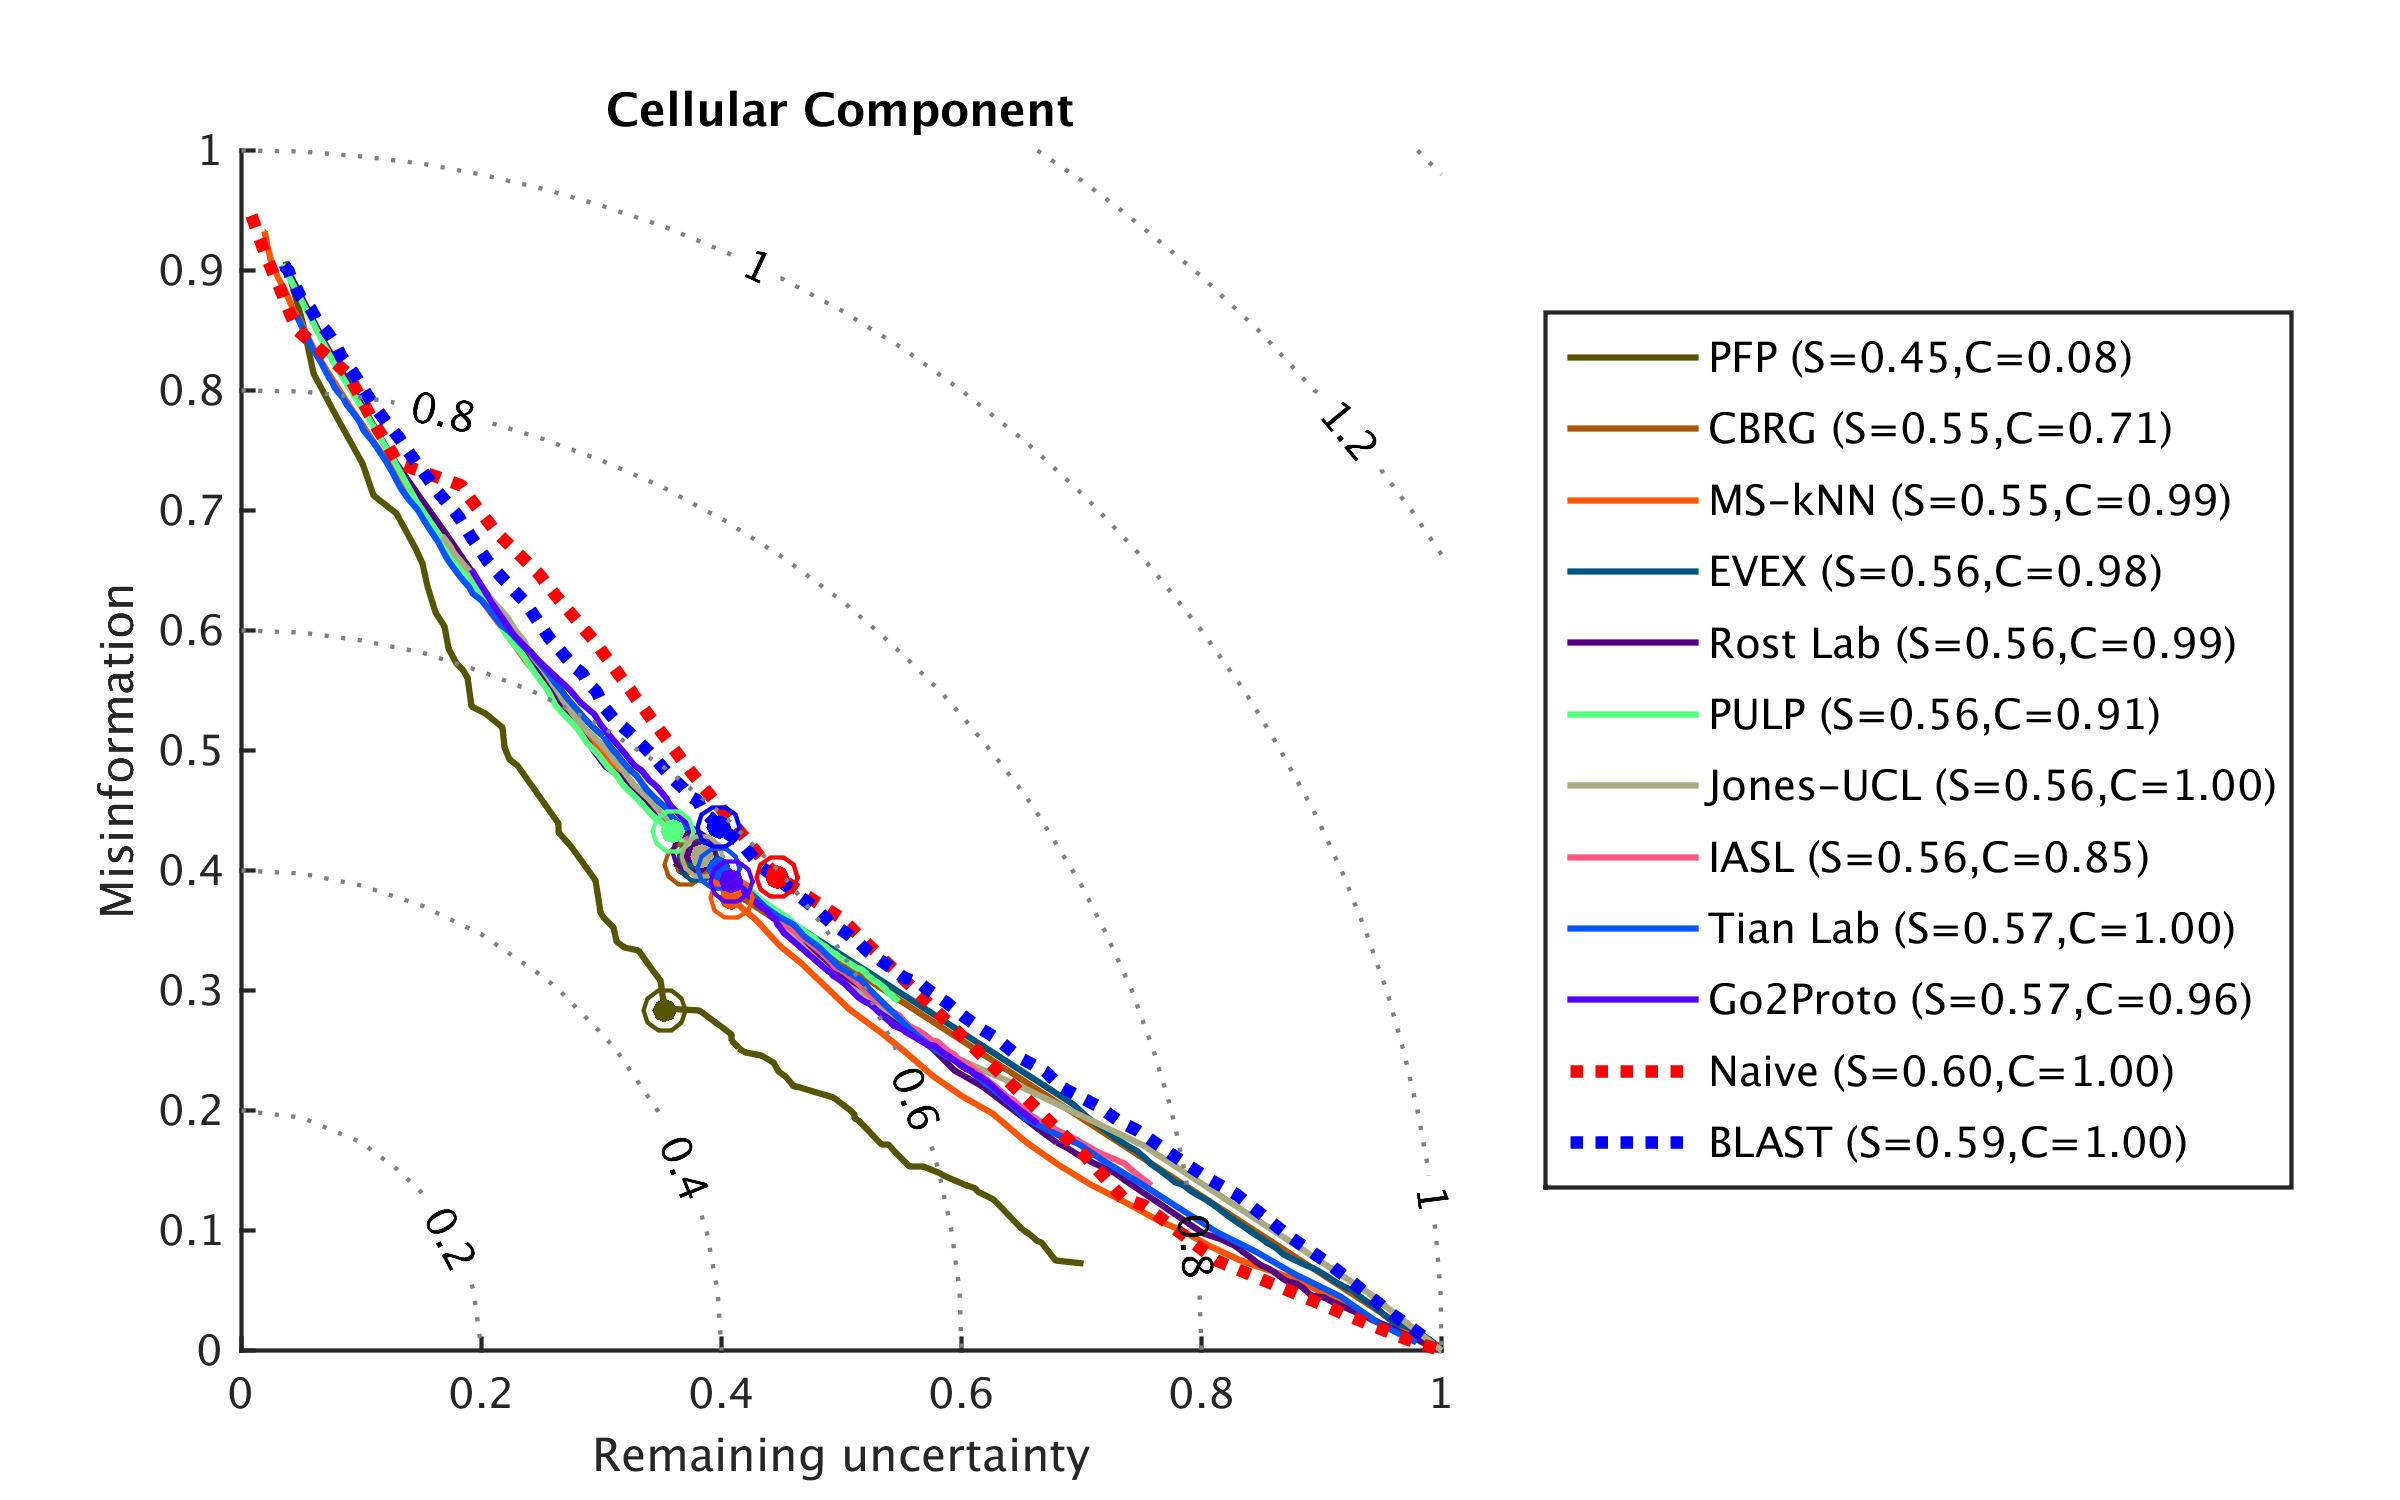 Cellular Component
1
0.9
0.8
0.7
0.6
0.5
0.4
0.3
0.2
0.1
0
Misinformation
0
0.2
0.4
0.6
0.8
1
Remaining uncertainty
1
0.8
1.2
0.6
0.4
0.2
0.8
1
PFP (S=0.45,C=0.08)
CBRG (S=0.55,C=0.71)
MS-kNN (S=0.55,C=0.99)
EVEX (S=0.56,C=0.98)
Rost Lab (S=0.56,C=0.99)
PULP (S=0.56,C=0.91)
Jones-UCL (S=0.56,C=1.00)
IASL (S=0.56,C=0.85)
Tian Lab (S=0.57,C=1.00)
Go2Proto (S=0.57,C=0.96)
Naive (S=0.60,C=1.00)
BLAST (S=0.59,C=1.00)